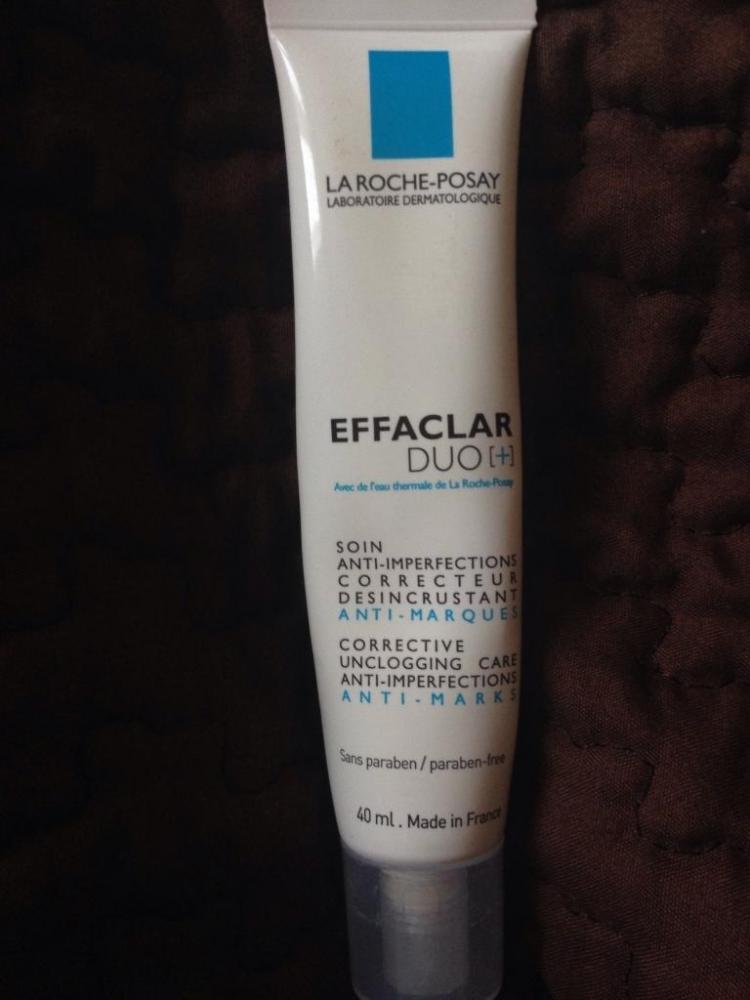 LA ROCHE-POSAY
LABORATOIRE DERMATOLOGIQUE
EFFACLAR
DUO [+]
Avec de l'eau thermale de La Roche-Posay
SOIN
ANTI-IMPERFECTIONS
CORRECTEUR
DESINCRUSTANT
ANTI-MARQUES
CORRECTIVE
UNCLOGGING CARE
ANTI-IMPERFECTIONS
ANTI-MARKS
Sans paraben / paraben-free
40 ml . Made in France